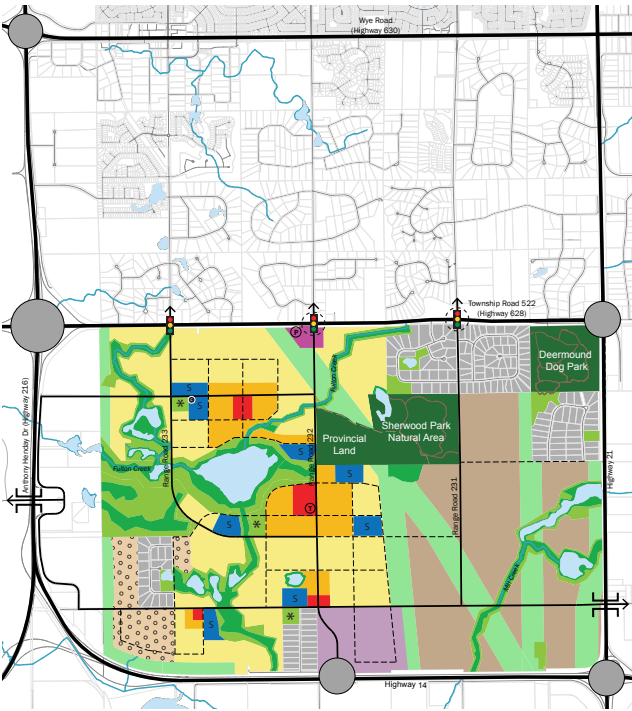 Wye Road
(Highway 630)
Township Road 522
(Highway 628)
P
Deermound
Dog Park
Fulton Creek
S
*
S
Sherwood Park
Natural Area
Anthony Henday Dr (Highway 216)
Range Road 233
Range Road 232
Provincial
Land
Highway 21
S
Fulton Creek
S
Range Road 231
T
S
*
S
Mill Creek
S
*
S
Highway 14